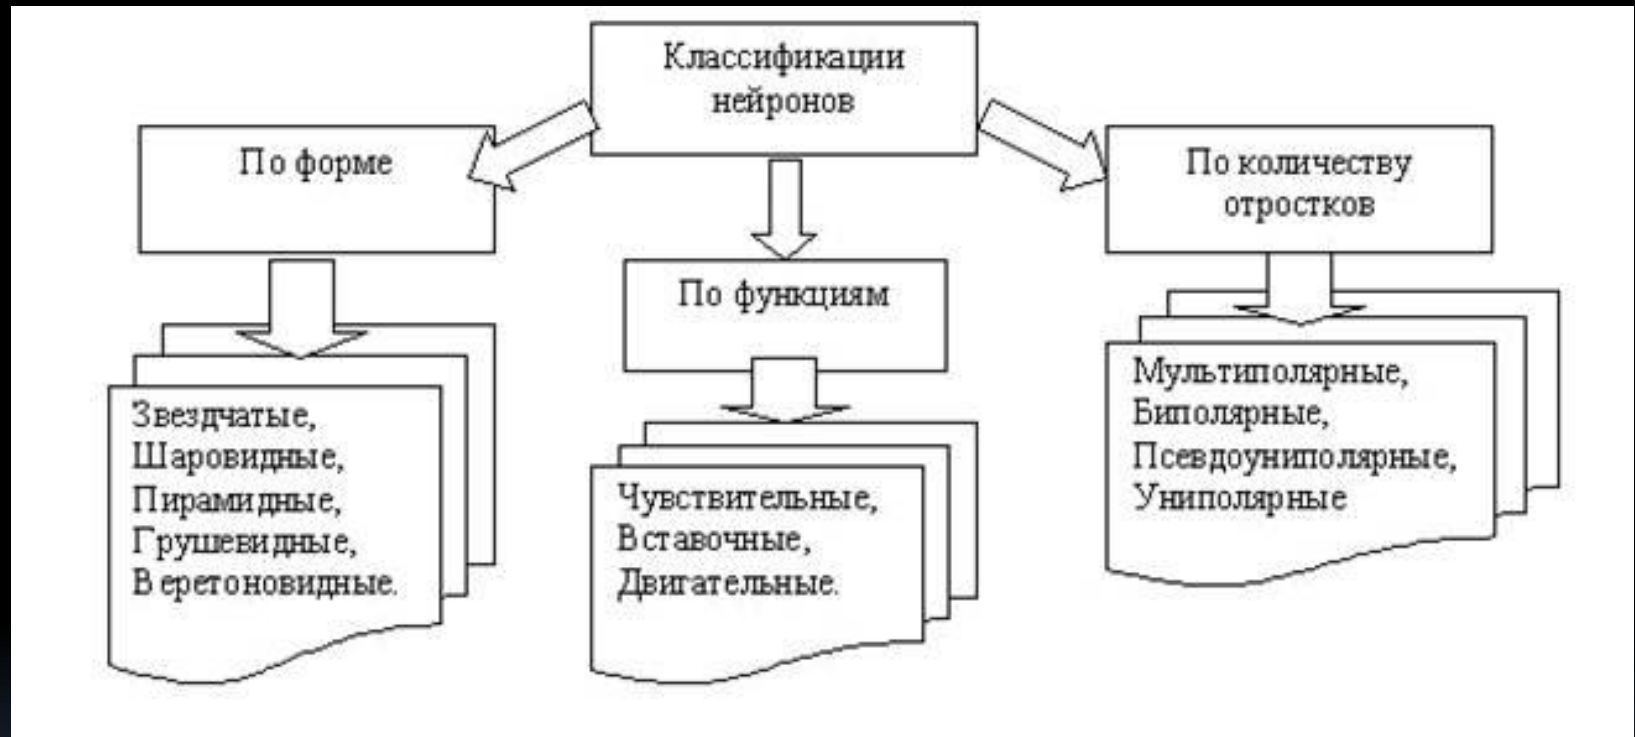 Классификации
нейронов
По форме
По функциям
По количеству
отростков
Звездчатые,
Шаровидные,
Пирамидные,
Грушевидные,
Веретоновидные.
Чувствительные,
Вставочные,
Двигательные.
Мультиполярные,
Биполярные,
Псевдоуниполярные,
Униполярные